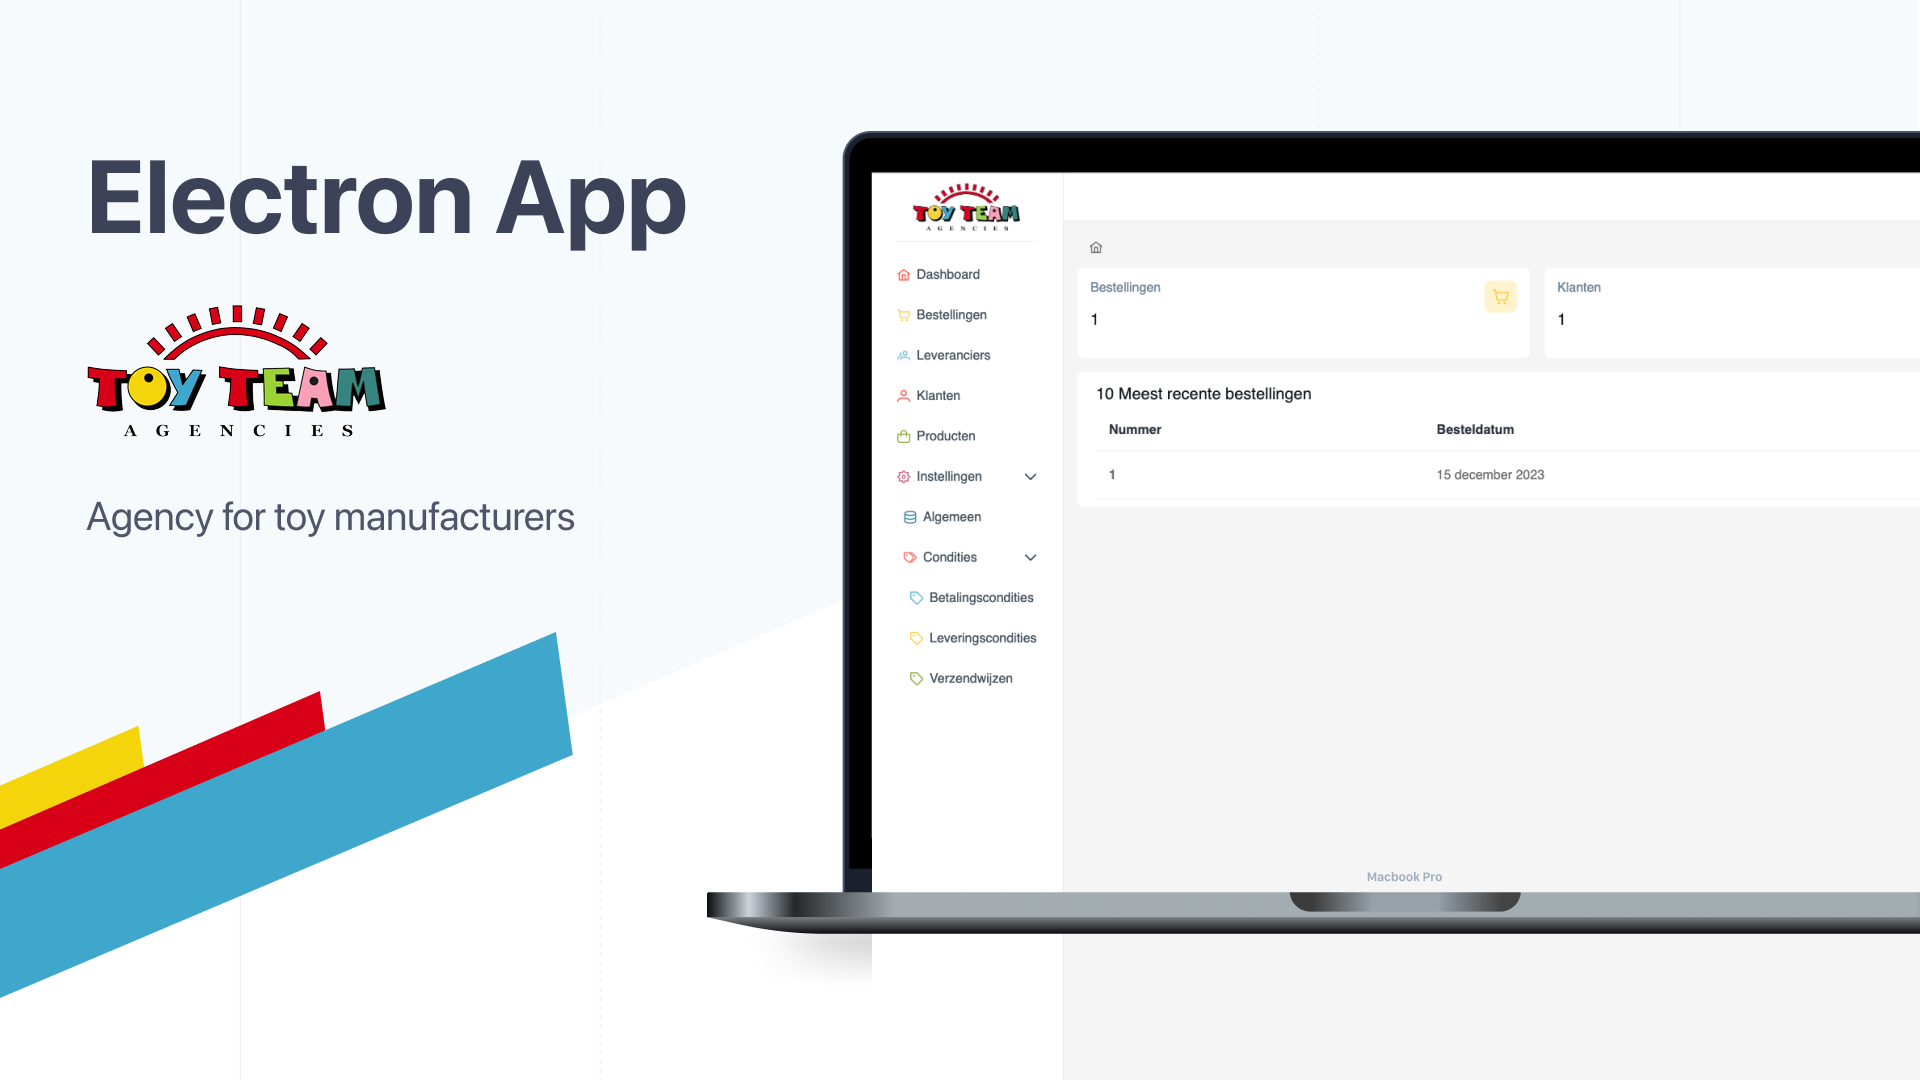 Electron App
TOY TEAM
AGENCIES
Agency for toy manufacturers
TOY TEAM
AGENCIES
Dashboard
Bestellingen
Leveranciers
Klanten
Producten
Instellingen
Algemeen
Condities
Betalingscondities
Leveringscondities
Verzendwijzen
Bestellingen
1
Klanten
1
10 Meest recente bestellingen
Nummer Besteldatum
1 15 december 2023
Macbook Pro